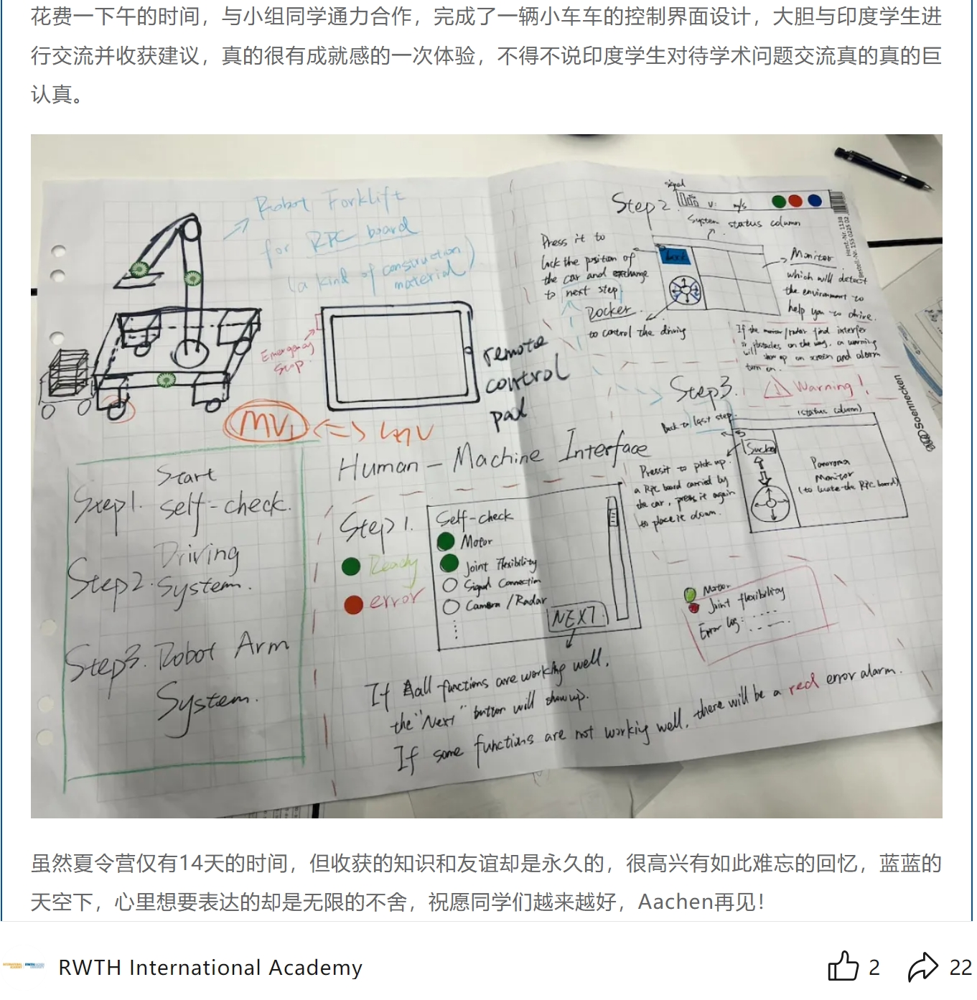 花费一下午的时间，与小组同学通力合作，完成了一辆小车车的控制界面设计，大胆与印度学生进
行交流并收获建议，真的很有成就感的一次体验，不得不说印度学生对待学术问题交流真的真的巨
认真。
Robot Forklift
for RPC board
(a kind of construction
material)
Emergency
Stop
remote
control
pad
MV1
Human - Machine Interface
Step1. Start
self-check.
Step2. Driving
System.
Step3. Robot Arm
System.
Step1.
Ready
error
Self-check
Motor
Joint Flexibility
Signal Connection
Camera/Radar
NEXT
If all functions are working well,
the "Next" button will show up.
If some functions are not working well, there will be a red error alarm.
Step2
signal
v: m/s
System status column
Press it to
lock the position of
the car and exchange
to next step
lock
Rocker
to control the driving
Monitor
which will detect
the environment to
help you to drive.
If the monitor/radar find interfer
or obstacles on the way, a warning
will show up on screen and alarm
turn on.
Warning!
Step3.
Back to last step
(status column)
Sucker
Press it to pick up
a RPC board carried by
the car, press it again
to place it down.
Panorama
Monitor
(to locate the RPC board)
Motor
Joint flexibility
Error log:
Soennecken
虽然夏令营仅有14天的时间，但收获的知识和友谊却是永久的，很高兴有如此难忘的回忆，蓝蓝的
天空下，心里想要表达的却是无限的不舍，祝愿同学们越来越好，Aachen再见！
RWTH International Academy
2
22